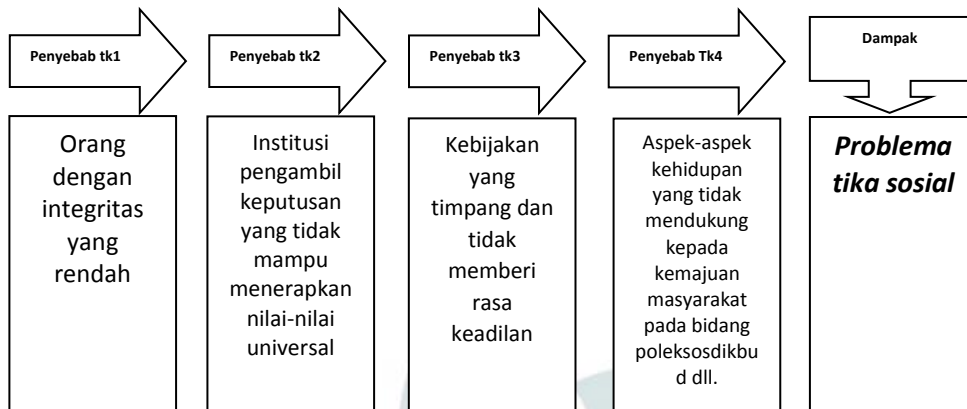 Penyebab tk1
Penyebab tk2
Penyebab tk3
Penyebab Tk4
Dampak
Orang
dengan
integritas
yang
rendah
Institusi
pengambil
keputusan
yang tidak
mampu
menerapkan
nilai-nilai
universal
Kebijakan
yang
timpang dan
tidak
memberi
rasa
keadilan
Aspek-aspek
kehidupan
yang tidak
mendukung
kepada
kemajuan
masyarakat
pada bidang
poleksosdikbu
d dll.
Problema
tika sosial